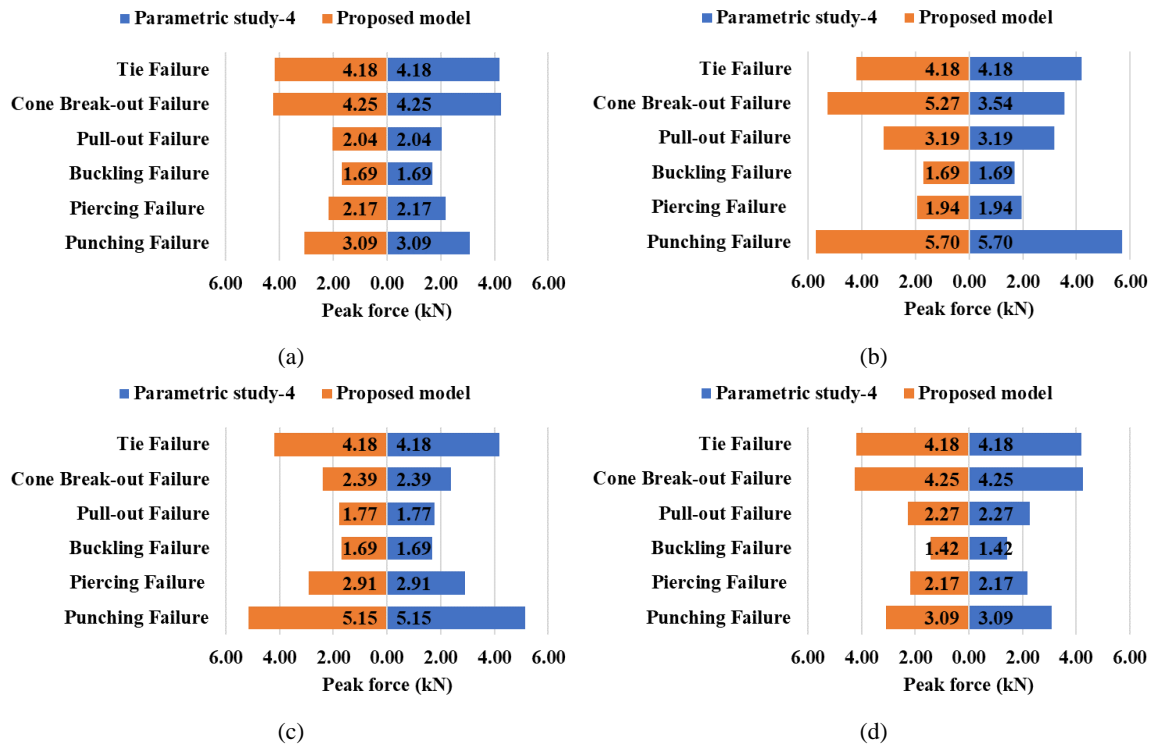 Parametric study-4 Proposed model
Tie Failure 4.18 4.18
Cone Break-out Failure 4.25 4.25
Pull-out Failure 2.04 2.04
Buckling Failure 1.69 1.69
Piercing Failure 2.17 2.17
Punching Failure 3.09 3.09
6.00 4.00 2.00 0.00 2.00 4.00 6.00
Peak force (kN)
(a)
Parametric study-4 Proposed model
Tie Failure 4.18 4.18
Cone Break-out Failure 5.27 3.54
Pull-out Failure 3.19 3.19
Buckling Failure 1.69 1.69
Piercing Failure 1.94 1.94
Punching Failure 5.70 5.70
6.00 4.00 2.00 0.00 2.00 4.00 6.00
Peak force (kN)
(b)
Parametric study-4 Proposed model
Tie Failure 4.18 4.18
Cone Break-out Failure 2.39 2.39
Pull-out Failure 1.77 1.77
Buckling Failure 1.69 1.69
Piercing Failure 2.91 2.91
Punching Failure 5.15 5.15
6.00 4.00 2.00 0.00 2.00 4.00 6.00
Peak force (kN)
(c)
Parametric study-4 Proposed model
Tie Failure 4.18 4.18
Cone Break-out Failure 4.25 4.25
Pull-out Failure 2.27 2.27
Buckling Failure 1.42 1.42
Piercing Failure 2.17 2.17
Punching Failure 3.09 3.09
6.00 4.00 2.00 0.00 2.00 4.00 6.00
Peak force (kN)
(d)